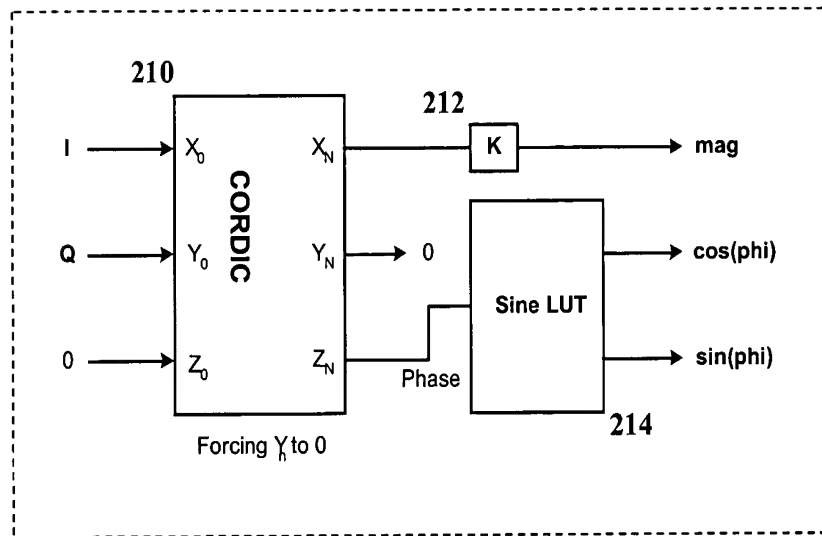 210
212
I
X0
XN
K
mag
CORDIC
Q
Y0
YN
0
Sine LUT
cos(phi)
0
Z0
ZN
Phase
sin(phi)
214
Forcing Yn to 0